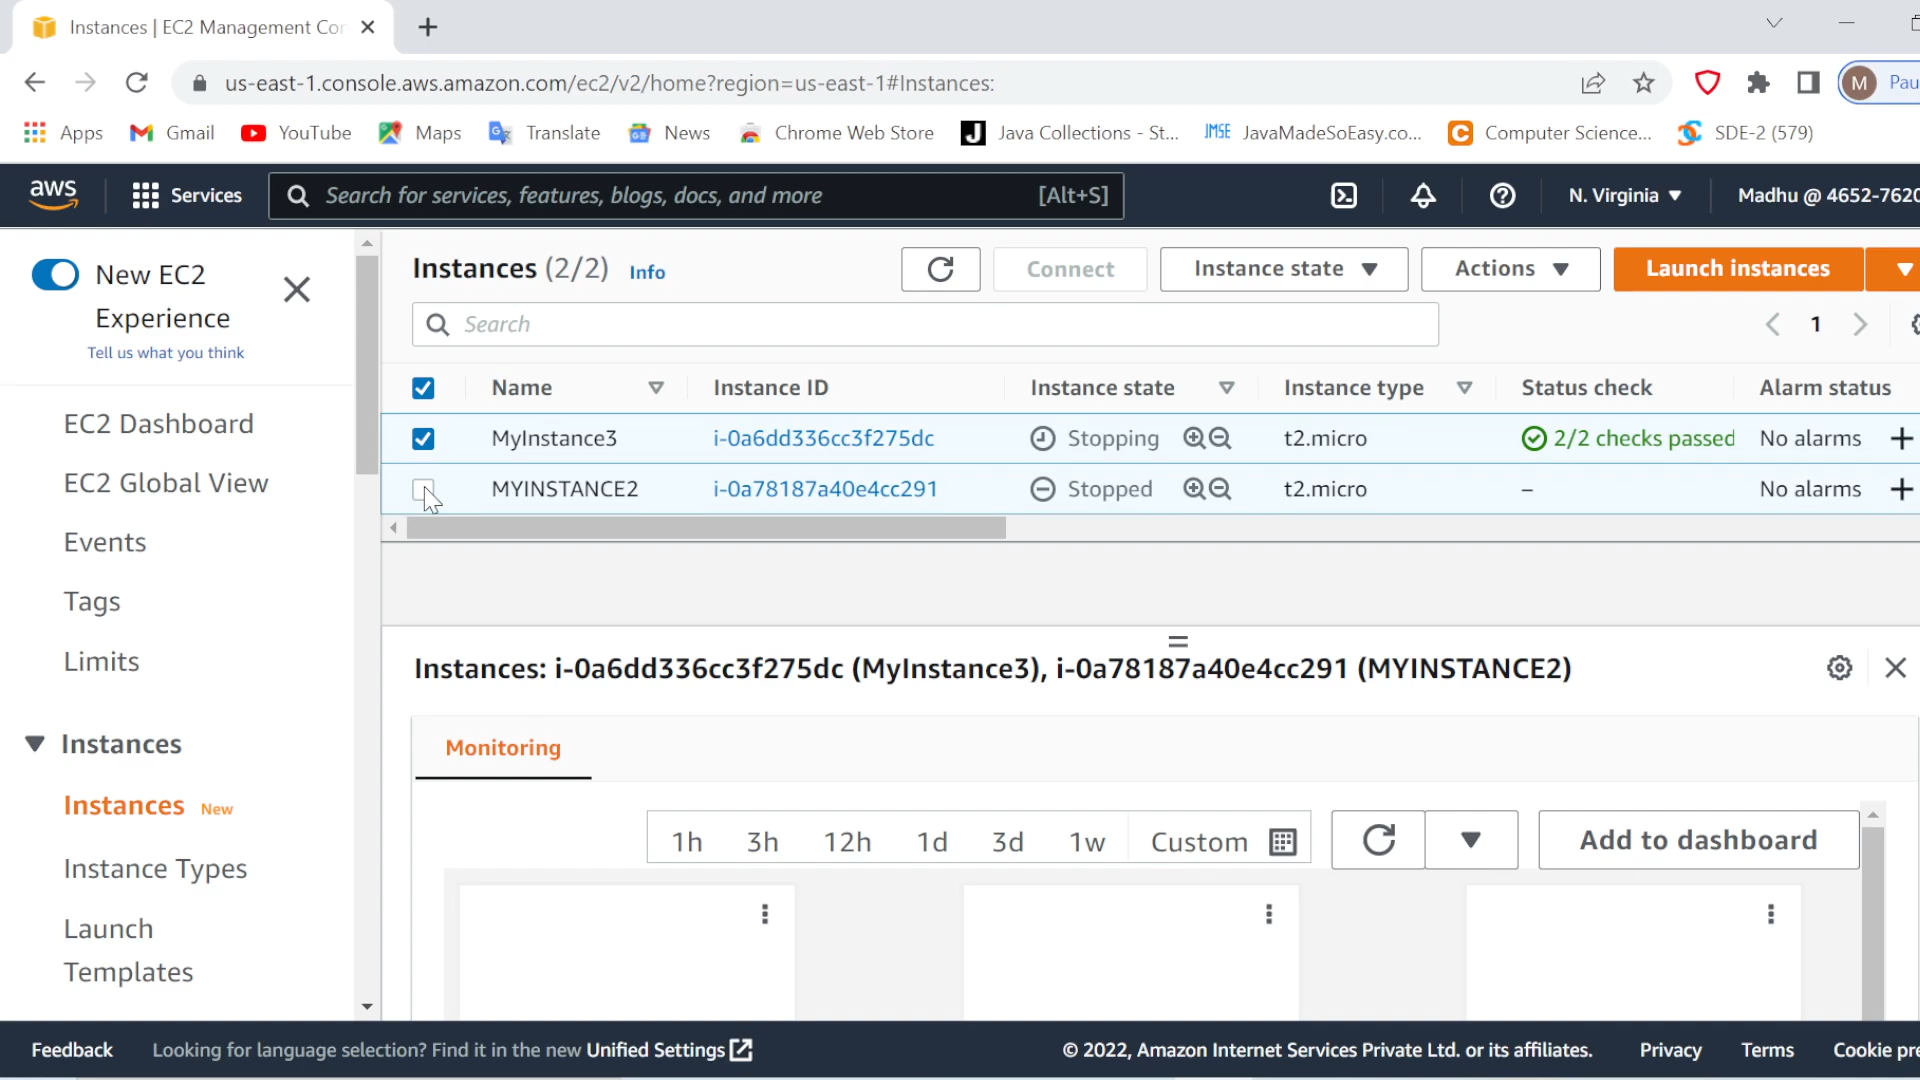 Instances | EC2 Management Con
us-east-1.console.aws.amazon.com/ec2/v2/home?region=us-east-1#Instances:
M Pau
Apps Gmail YouTube Maps Translate News Chrome Web Store J Java Collections - St... JMSE JavaMadeSoEasy.co... C Computer Science... SDE-2 (579)
aws Services Search for services, features, blogs, docs, and more [Alt+S] N. Virginia Madhu @ 4652-7620
New EC2
Experience
Tell us what you think
EC2 Dashboard
EC2 Global View
Events
Tags
Limits
Instances
Instances New
Instance Types
Launch
Templates
Instances (2/2) Info Connect Instance state Actions Launch instances
Search 1
Name Instance ID Instance state Instance type Status check Alarm status
MyInstance3 i-0a6dd336cc3f275dc Stopping t2.micro 2/2 checks passed No alarms +
MYINSTANCE2 i-0a78187a40e4cc291 Stopped t2.micro – No alarms +
Instances: i-0a6dd336cc3f275dc (MyInstance3), i-0a78187a40e4cc291 (MYINSTANCE2)
Monitoring
1h 3h 12h 1d 3d 1w Custom Add to dashboard
Feedback Looking for language selection? Find it in the new Unified Settings © 2022, Amazon Internet Services Private Ltd. or its affiliates. Privacy Terms Cookie pre